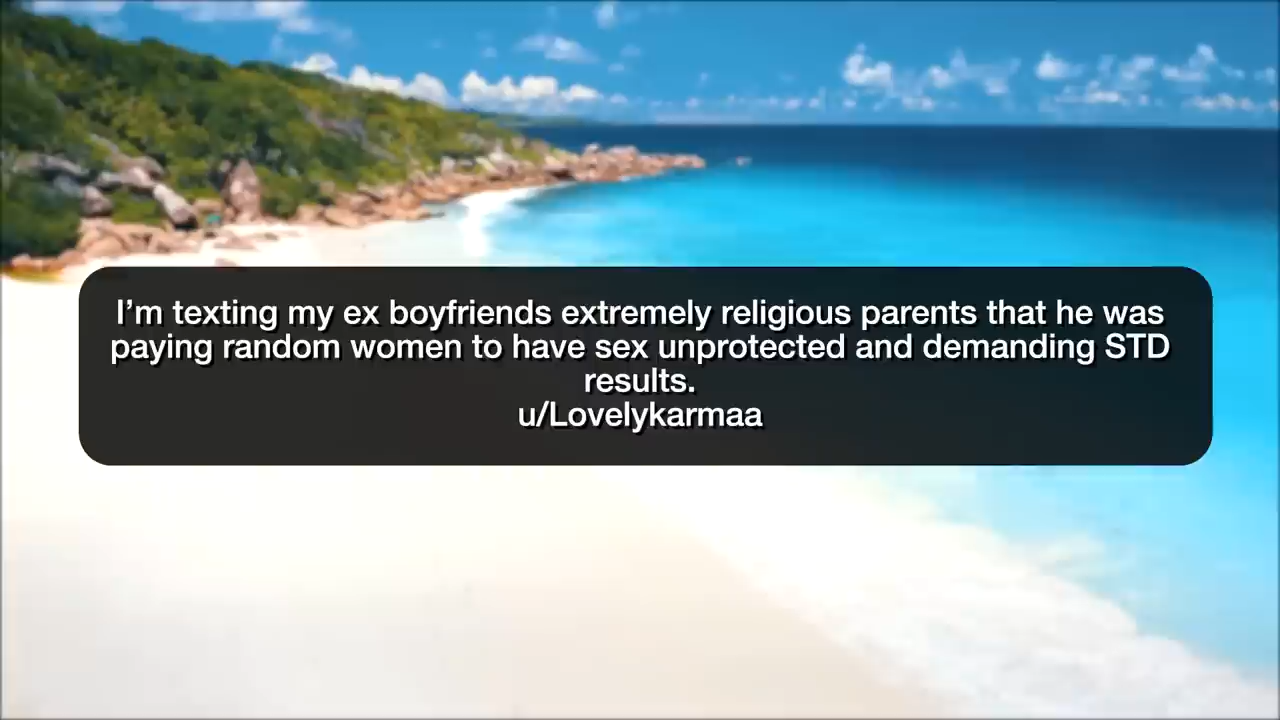 I’m texting my ex boyfriends extremely religious parents that he was
paying random women to have sex unprotected and demanding STD
results.
u/Lovelykarmaa